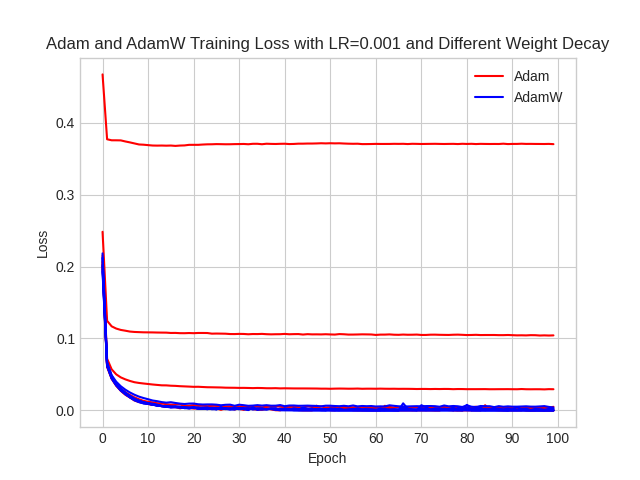 Adam and AdamW Training Loss with LR=0.001 and Different Weight Decay
Adam
AdamW
Loss
0.4
0.3
0.2
0.1
0.0
0 10 20 30 40 50 60 70 80 90 100
Epoch